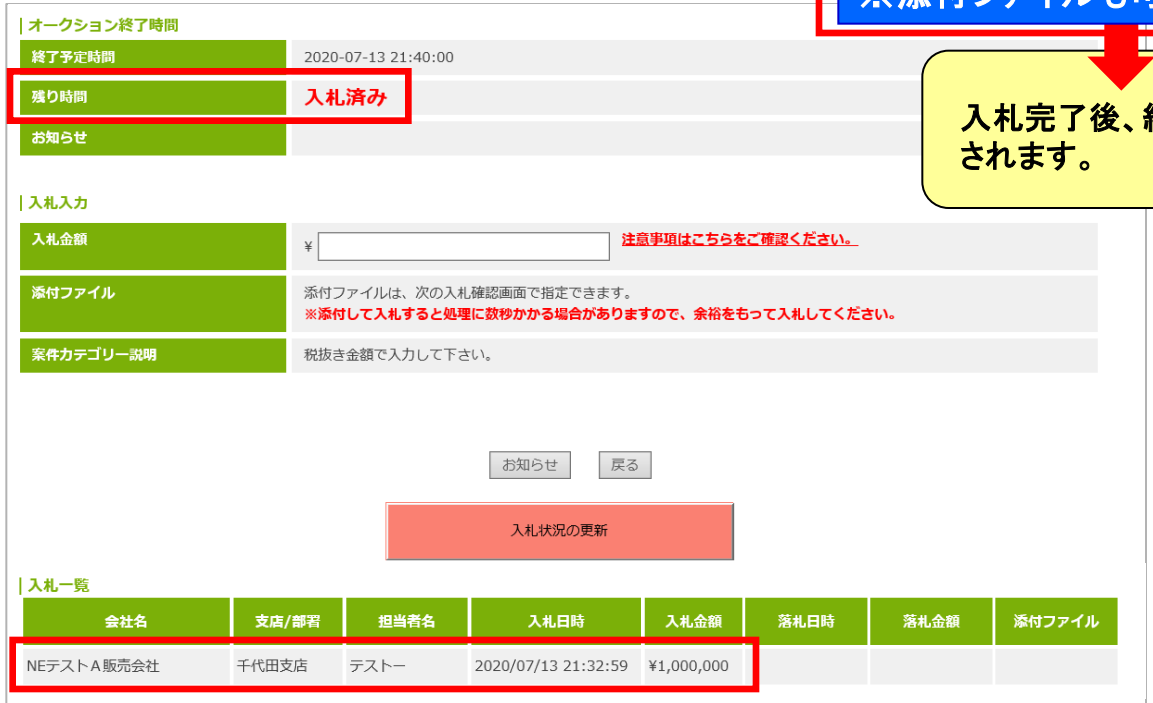 ※添付ファイルも
オークション終了時間
終了予定時間 2020-07-13 21:40:00
残り時間 入札済み
お知らせ
入札完了後、
されます。
入札入力
入札金額 ¥ 注意事項はこちらをご確認ください。
添付ファイル 添付ファイルは、次の入札確認画面で指定できます。
※添付して入札すると処理に数秒かかる場合がありますので、余裕をもって入札してください。
案件カテゴリー説明 税抜き金額で入力して下さい。
お知らせ 戻る
入札状況の更新
入札一覧
会社名 支店/部署 担当者名 入札日時 入札金額 落札日時 落札金額 添付ファイル
NEテストA販売会社 千代田支店 テスト一 2020/07/13 21:32:59 ¥1,000,000